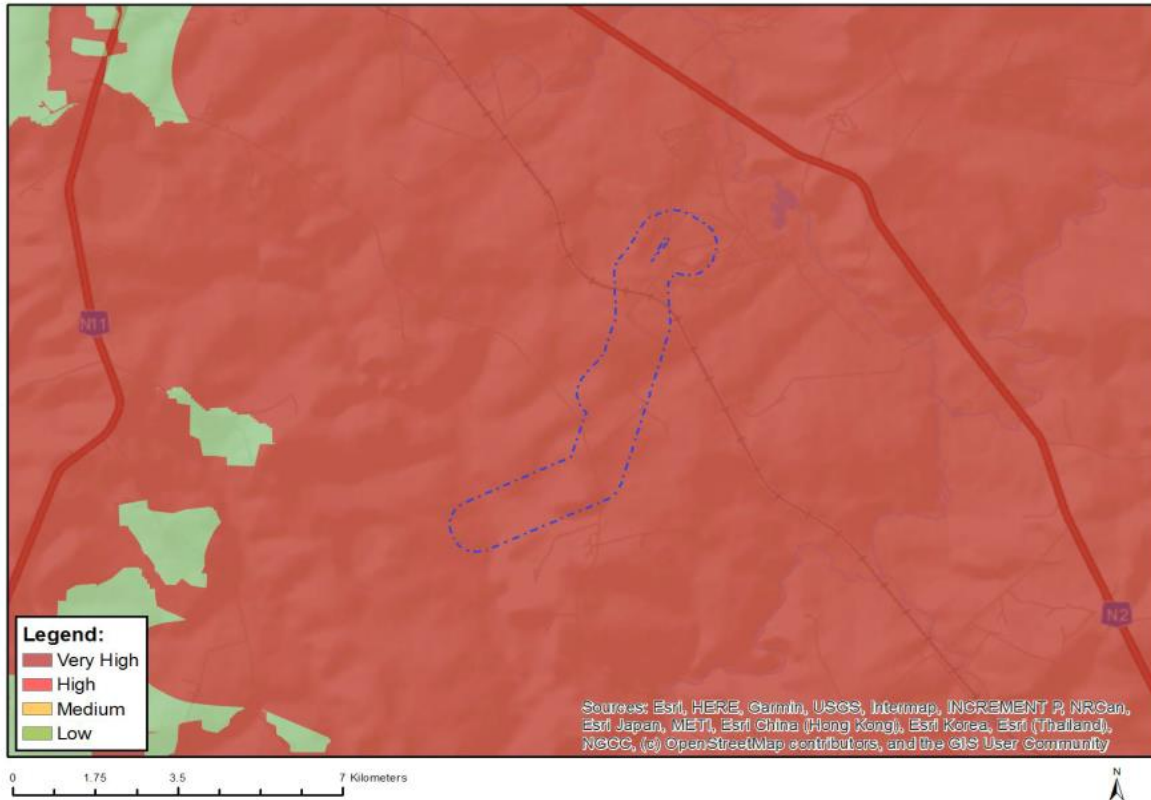 N11
N2
Legend:
Very High
High
Medium
Low
Sources: Esri, HERE, Garmin, USGS, Intermap, INCREMENT P, NRCan,
Esri Japan, METI, Esri China (Hong Kong), Esri Korea, Esri (Thailand),
NGCC, (c) OpenStreetMap contributors, and the GIS User Community
0 1.75 3.5 7 Kilometers
N